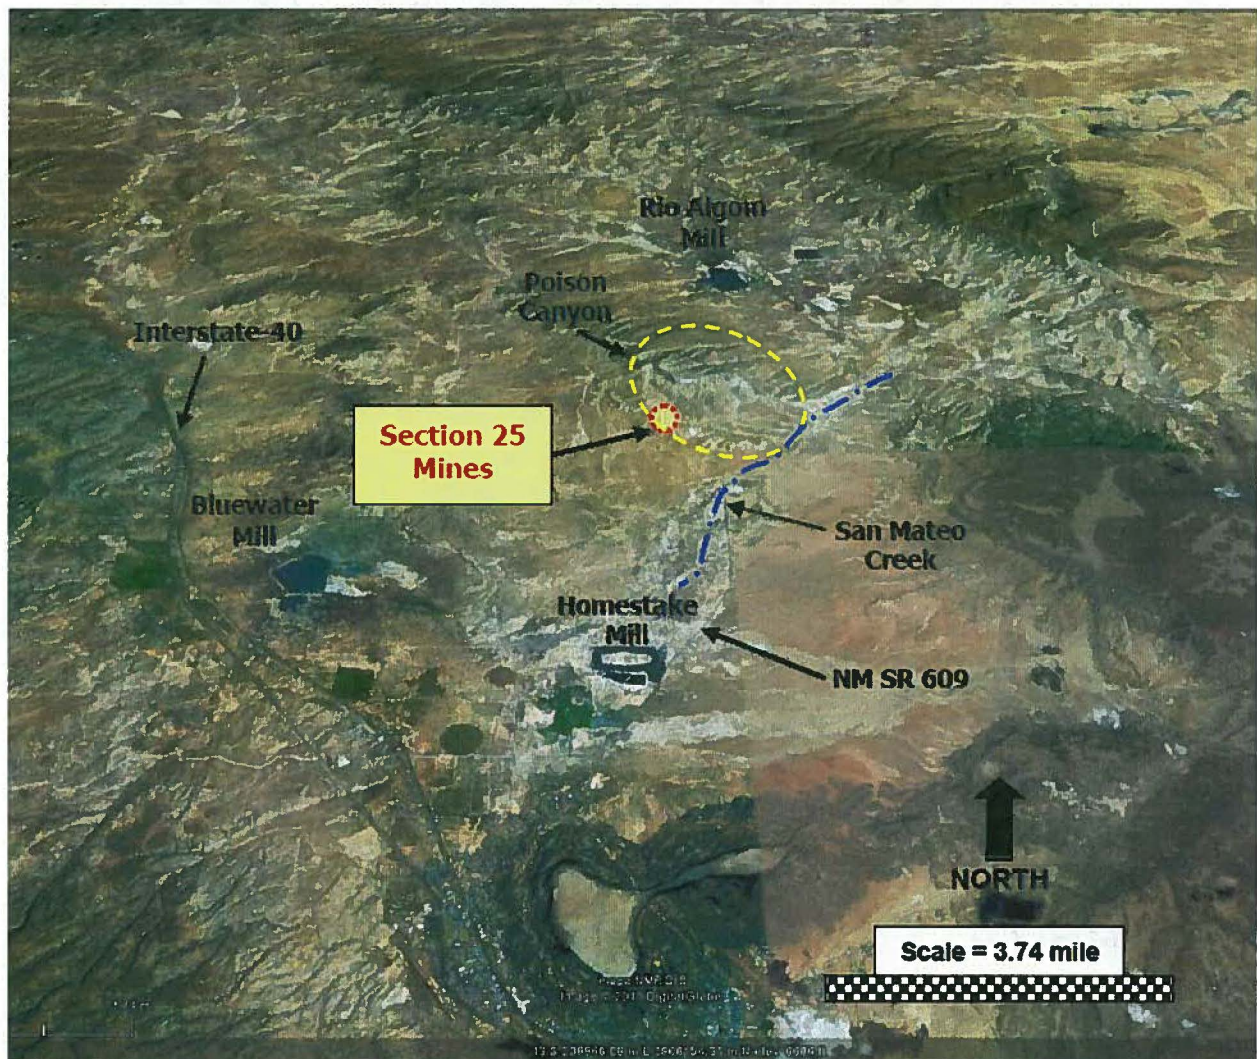 Rio Algom
Mill
Poison
Canyon
Interstate-40
Section 25
Mines
Bluewater
Mill
San Mateo
Creek
Homestake
Mill
NM SR 609
NORTH
Scale = 3.74 mile